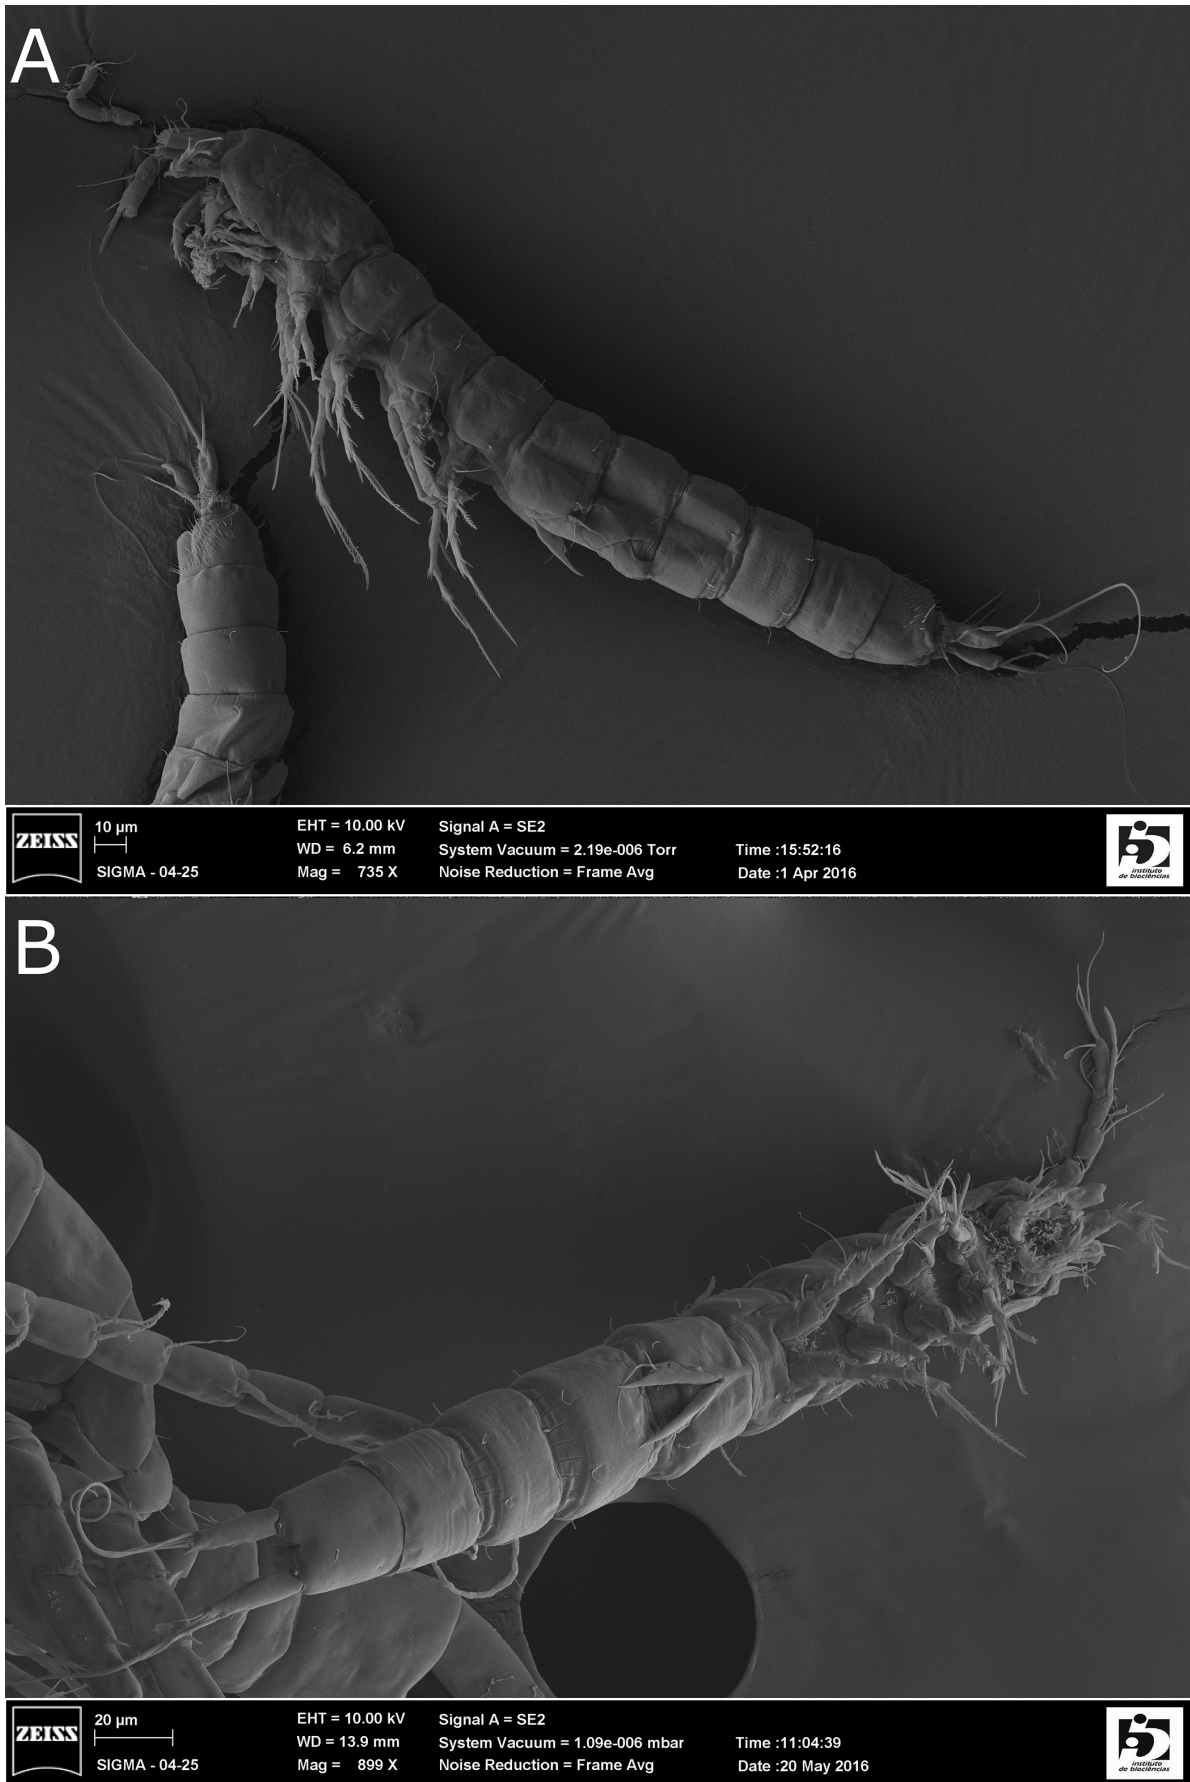 A
ZEISS
10 µm
SIGMA - 04-25
EHT = 10.00 kV
WD = 6.2 mm
Mag = 735 X
Signal A = SE2
System Vacuum = 2.19e-006 Torr
Noise Reduction = Frame Avg
Time :15:52:16
Date :1 Apr 2016
instituto
de biociências
B
ZEISS
20 µm
SIGMA - 04-25
EHT = 10.00 kV
WD = 13.9 mm
Mag = 899 X
Signal A = SE2
System Vacuum = 1.09e-006 mbar
Noise Reduction = Frame Avg
Time :11:04:39
Date :20 May 2016
instituto
de biociências